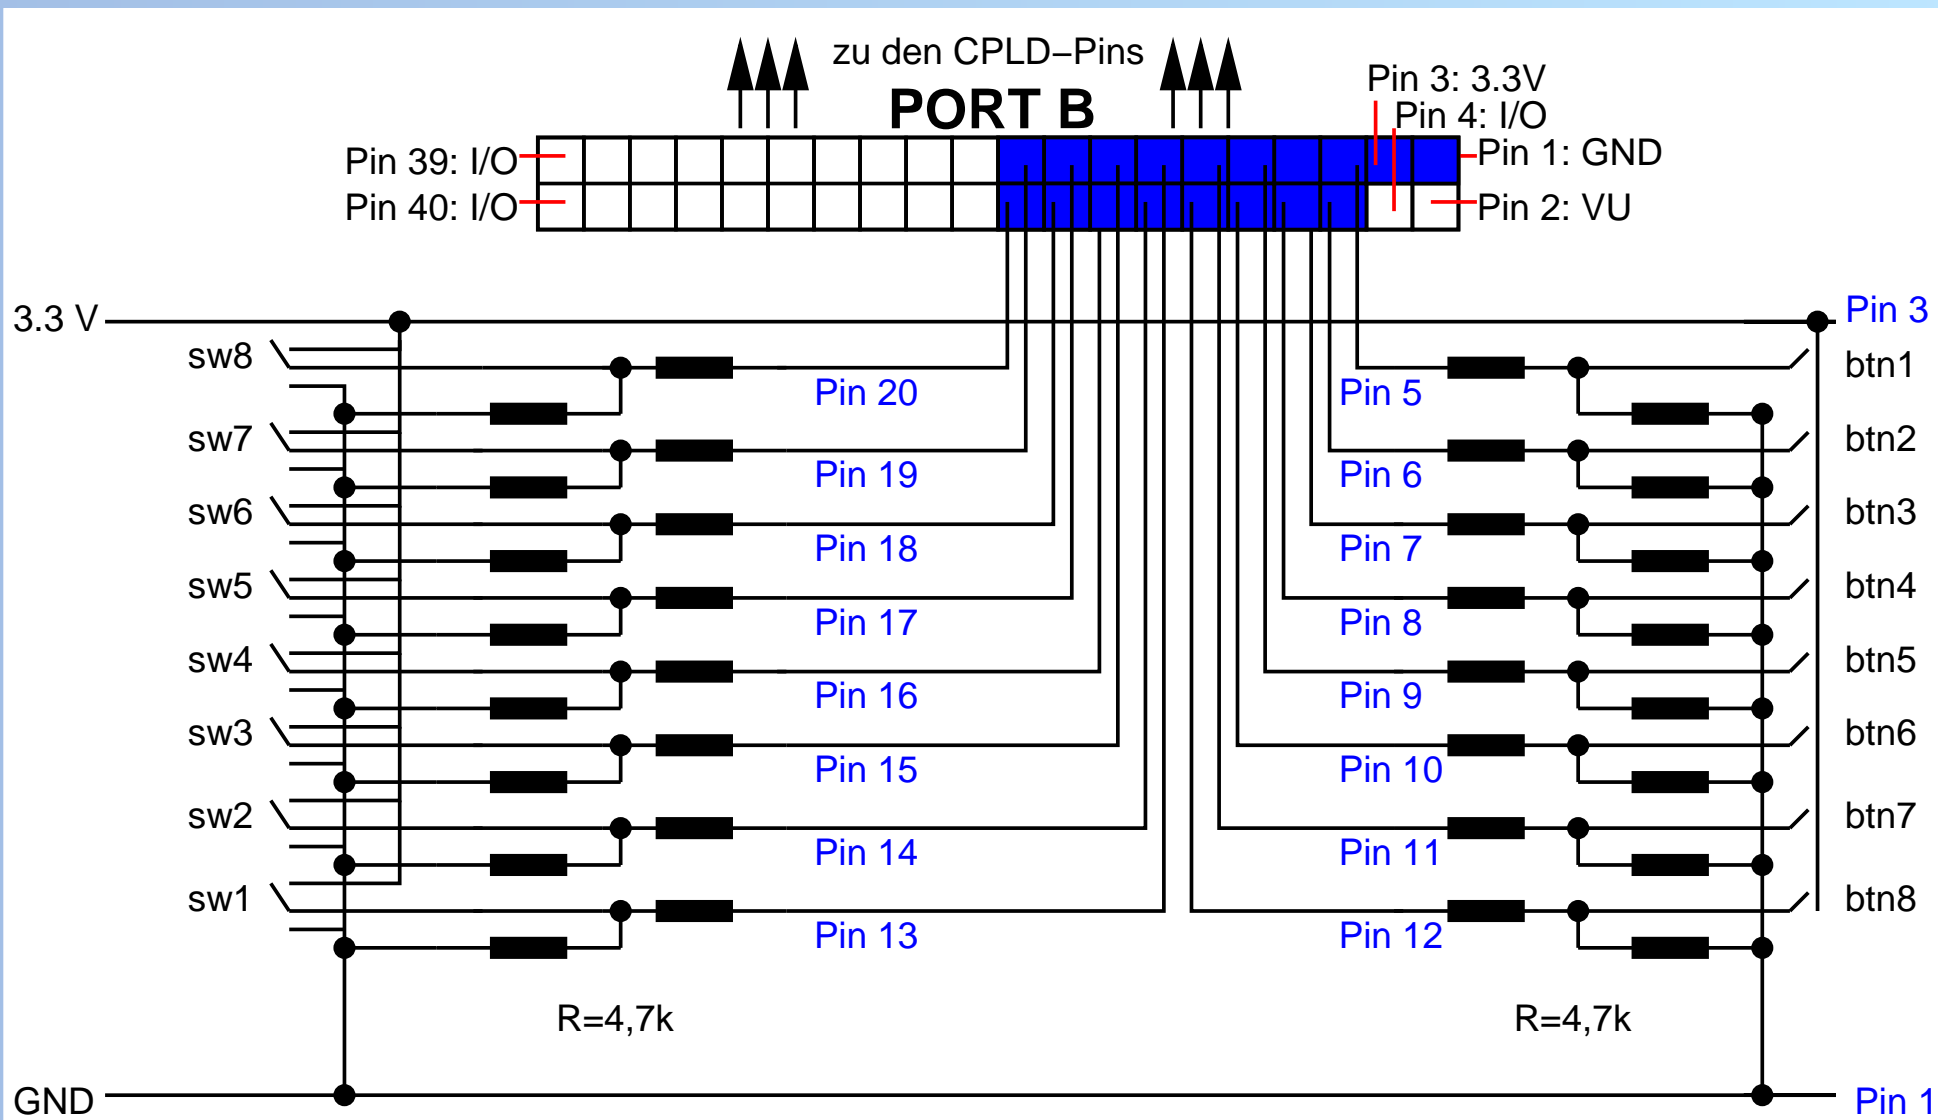 zu den CPLD–Pins
PORT B
Pin 3: 3.3V
Pin 4: I/O
Pin 39: I/O
Pin 1: GND
Pin 40: I/O
Pin 2: VU
3.3 V
Pin 3
sw8
btn1
Pin 20
Pin 5
sw7
btn2
Pin 19
Pin 6
sw6
btn3
Pin 18
Pin 7
sw5
btn4
Pin 17
Pin 8
sw4
btn5
Pin 16
Pin 9
sw3
btn6
Pin 15
Pin 10
sw2
btn7
Pin 14
Pin 11
sw1
btn8
Pin 13
Pin 12
R=4,7k
R=4,7k
GND
Pin 1